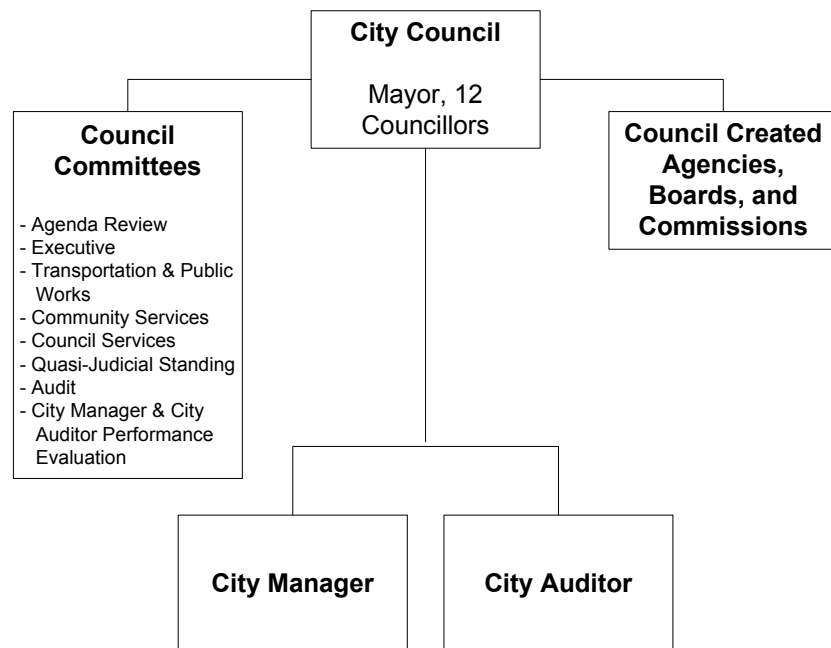 City Council
Mayor, 12
Councillors
Council
Committees
- Agenda Review
- Executive
- Transportation & Public
Works
- Community Services
- Council Services
- Quasi-Judicial Standing
- Audit
- City Manager & City
Auditor Performance
Evaluation
Council Created
Agencies,
Boards, and
Commissions
City Manager
City Auditor